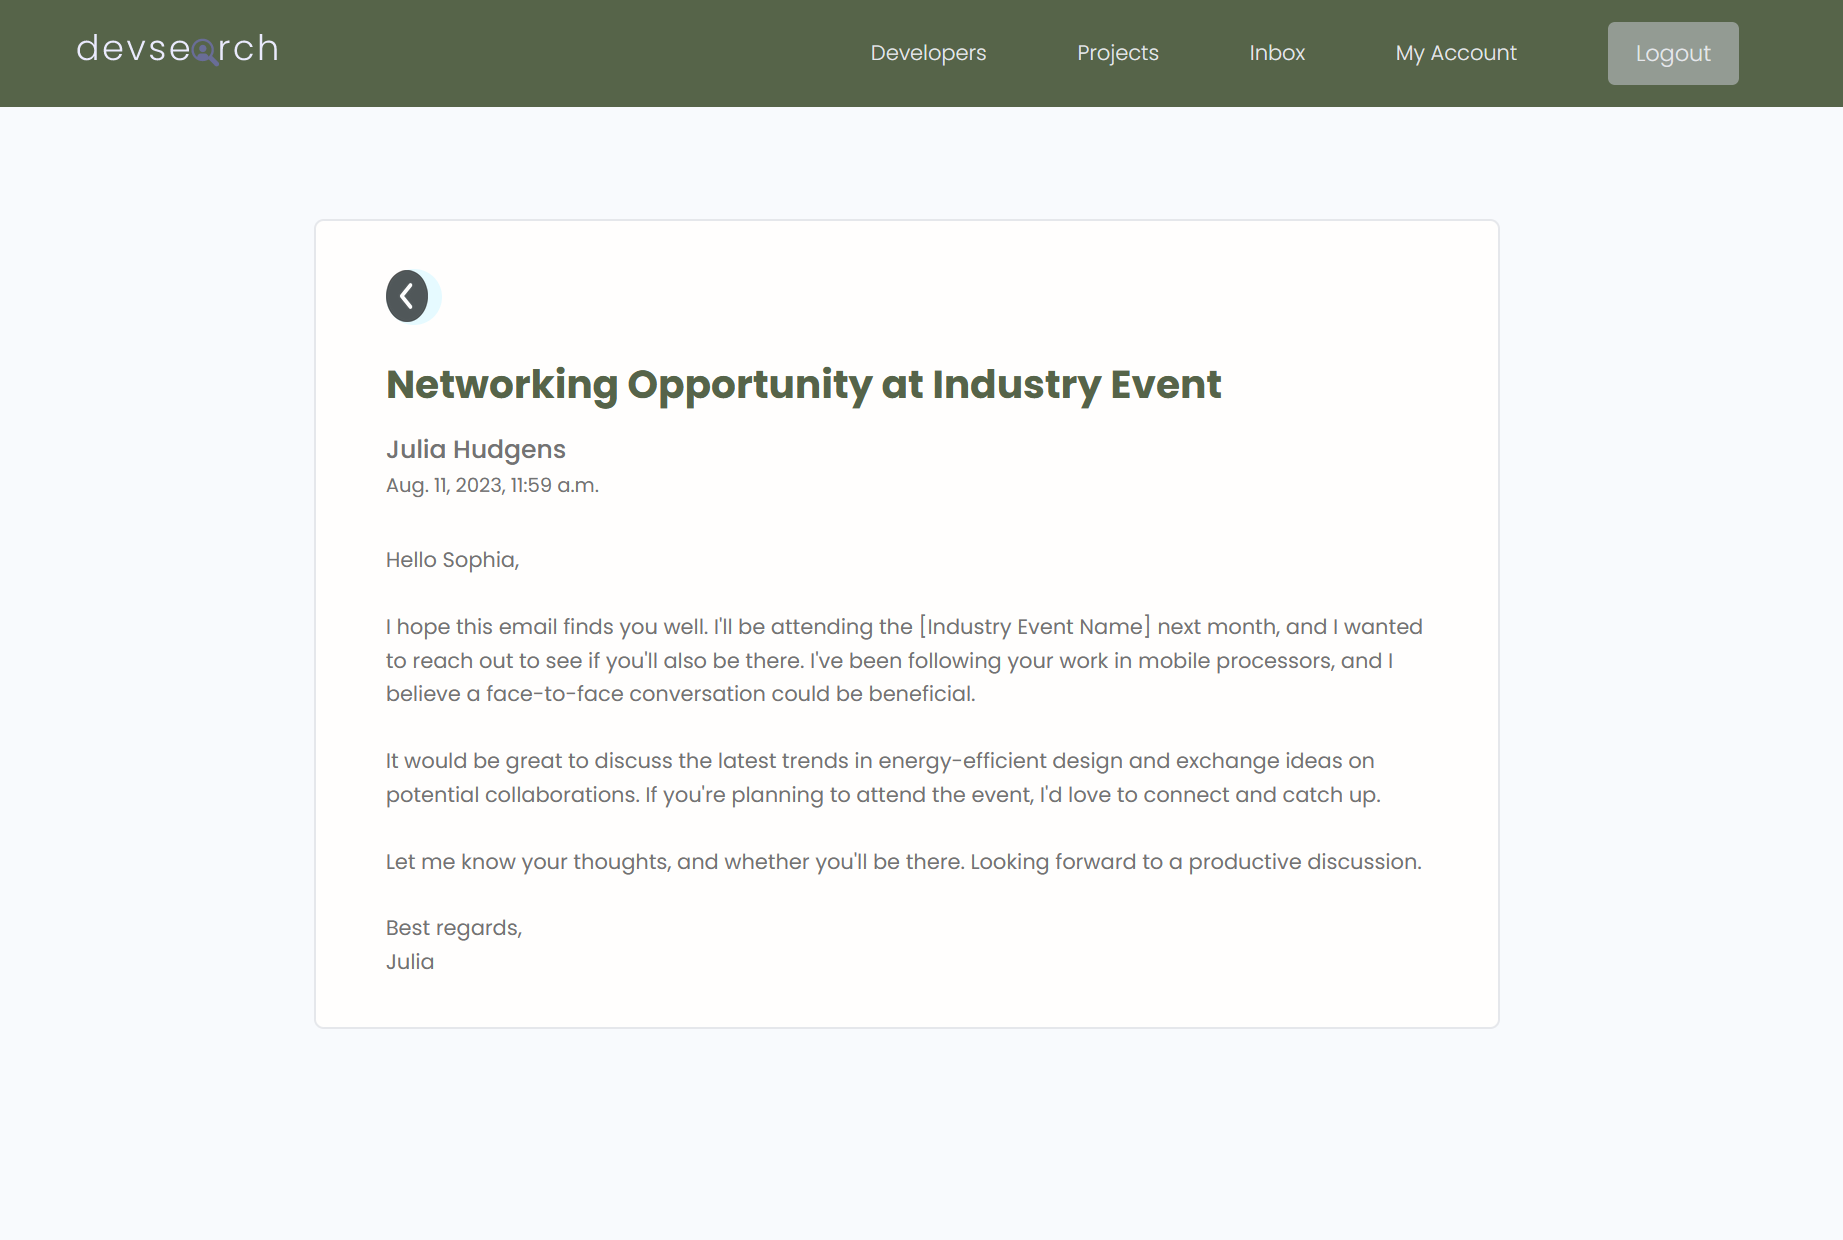 devsearch
Developers
Projects
Inbox
My Account
Logout
Networking Opportunity at Industry Event
Julia Hudgens
Aug. 11, 2023, 11:59 a.m.
Hello Sophia,
I hope this email finds you well. I'll be attending the [Industry Event Name] next month, and I wanted
to reach out to see if you'll also be there. I've been following your work in mobile processors, and I
believe a face-to-face conversation could be beneficial.
It would be great to discuss the latest trends in energy-efficient design and exchange ideas on
potential collaborations. If you're planning to attend the event, I'd love to connect and catch up.
Let me know your thoughts, and whether you'll be there. Looking forward to a productive discussion.
Best regards,
Julia